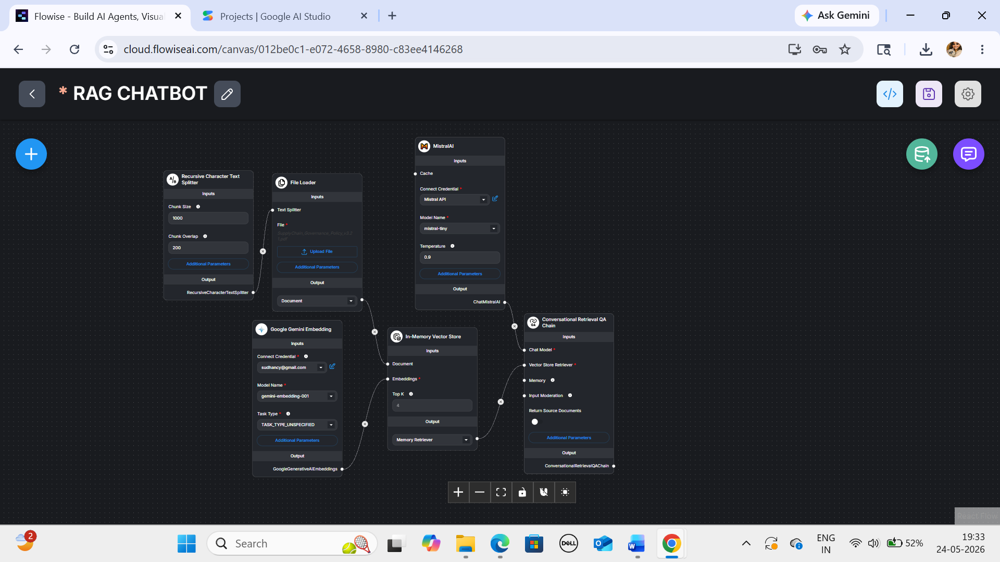 Flowise - Build AI Agents, Visua
Projects | Google AI Studio
Ask Gemini
cloud.flowiseai.com/canvas/012be0c1-e072-4658-8980-c83ee4146268
* RAG CHATBOT
Recursive Character Text
Splitter
Inputs
Chunk Size
1000
Chunk Overlap
200
Additional Parameters
Output
RecursiveCharacterTextSplitter
File Loader
Inputs
Text Splitter
File *
SupplyChain_Governance_Policy_v3.2
1.pdf
Upload File
Additional Parameters
Output
Document
MistralAI
Inputs
Cache
Connect Credential *
Mistral API
Model Name *
mistral-tiny
Temperature
0.9
Additional Parameters
Output
ChatMistralAI
Google Gemini Embedding
Inputs
Connect Credential *
sudhancy@gmail.com
Model Name *
gemini-embedding-001
Task Type *
TASK_TYPE_UNSPECIFIED
Additional Parameters
Output
GoogleGenerativeAiEmbeddings
In-Memory Vector Store
Inputs
Document
Embeddings *
Top K
4
Output
Memory Retriever
Conversational Retrieval QA
Chain
Inputs
Chat Model *
Vector Store Retriever *
Memory
Input Moderation
Return Source Documents
Additional Parameters
Output
ConversationalRetrievalQAChain
React Flow
2
Search
DELL
ENG
IN
52%
19:33
24-05-2026